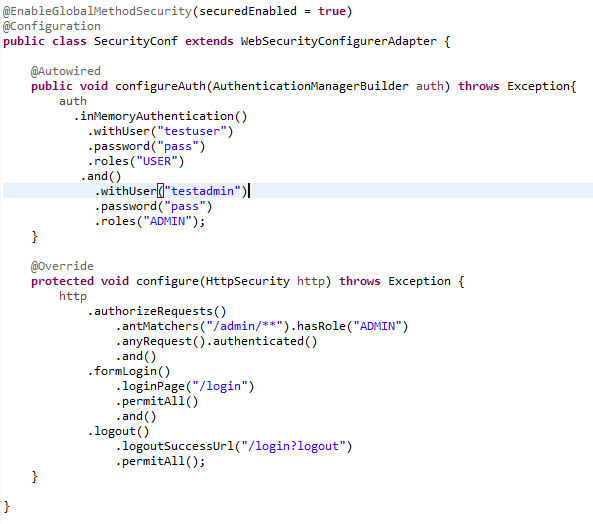 @EnableGlobalMethodSecurity(securedEnabled = true)
@Configuration
public class SecurityConf extends WebSecurityConfigurerAdapter {
@Autowired
public void configureAuth(AuthenticationManagerBuilder auth) throws Exception{
auth
.inMemoryAuthentication()
.withUser("testuser")
.password("pass")
.roles("USER")
.and()
.withUser("testadmin")
.password("pass")
.roles("ADMIN");
}
@Override
protected void configure(HttpSecurity http) throws Exception {
http
.authorizeRequests()
.antMatchers("/admin/**").hasRole("ADMIN")
.anyRequest().authenticated()
.and()
.formLogin()
.loginPage("/login")
.permitAll()
.and()
.logout()
.logoutSuccessUrl("/login?logout")
.permitAll();
}
}